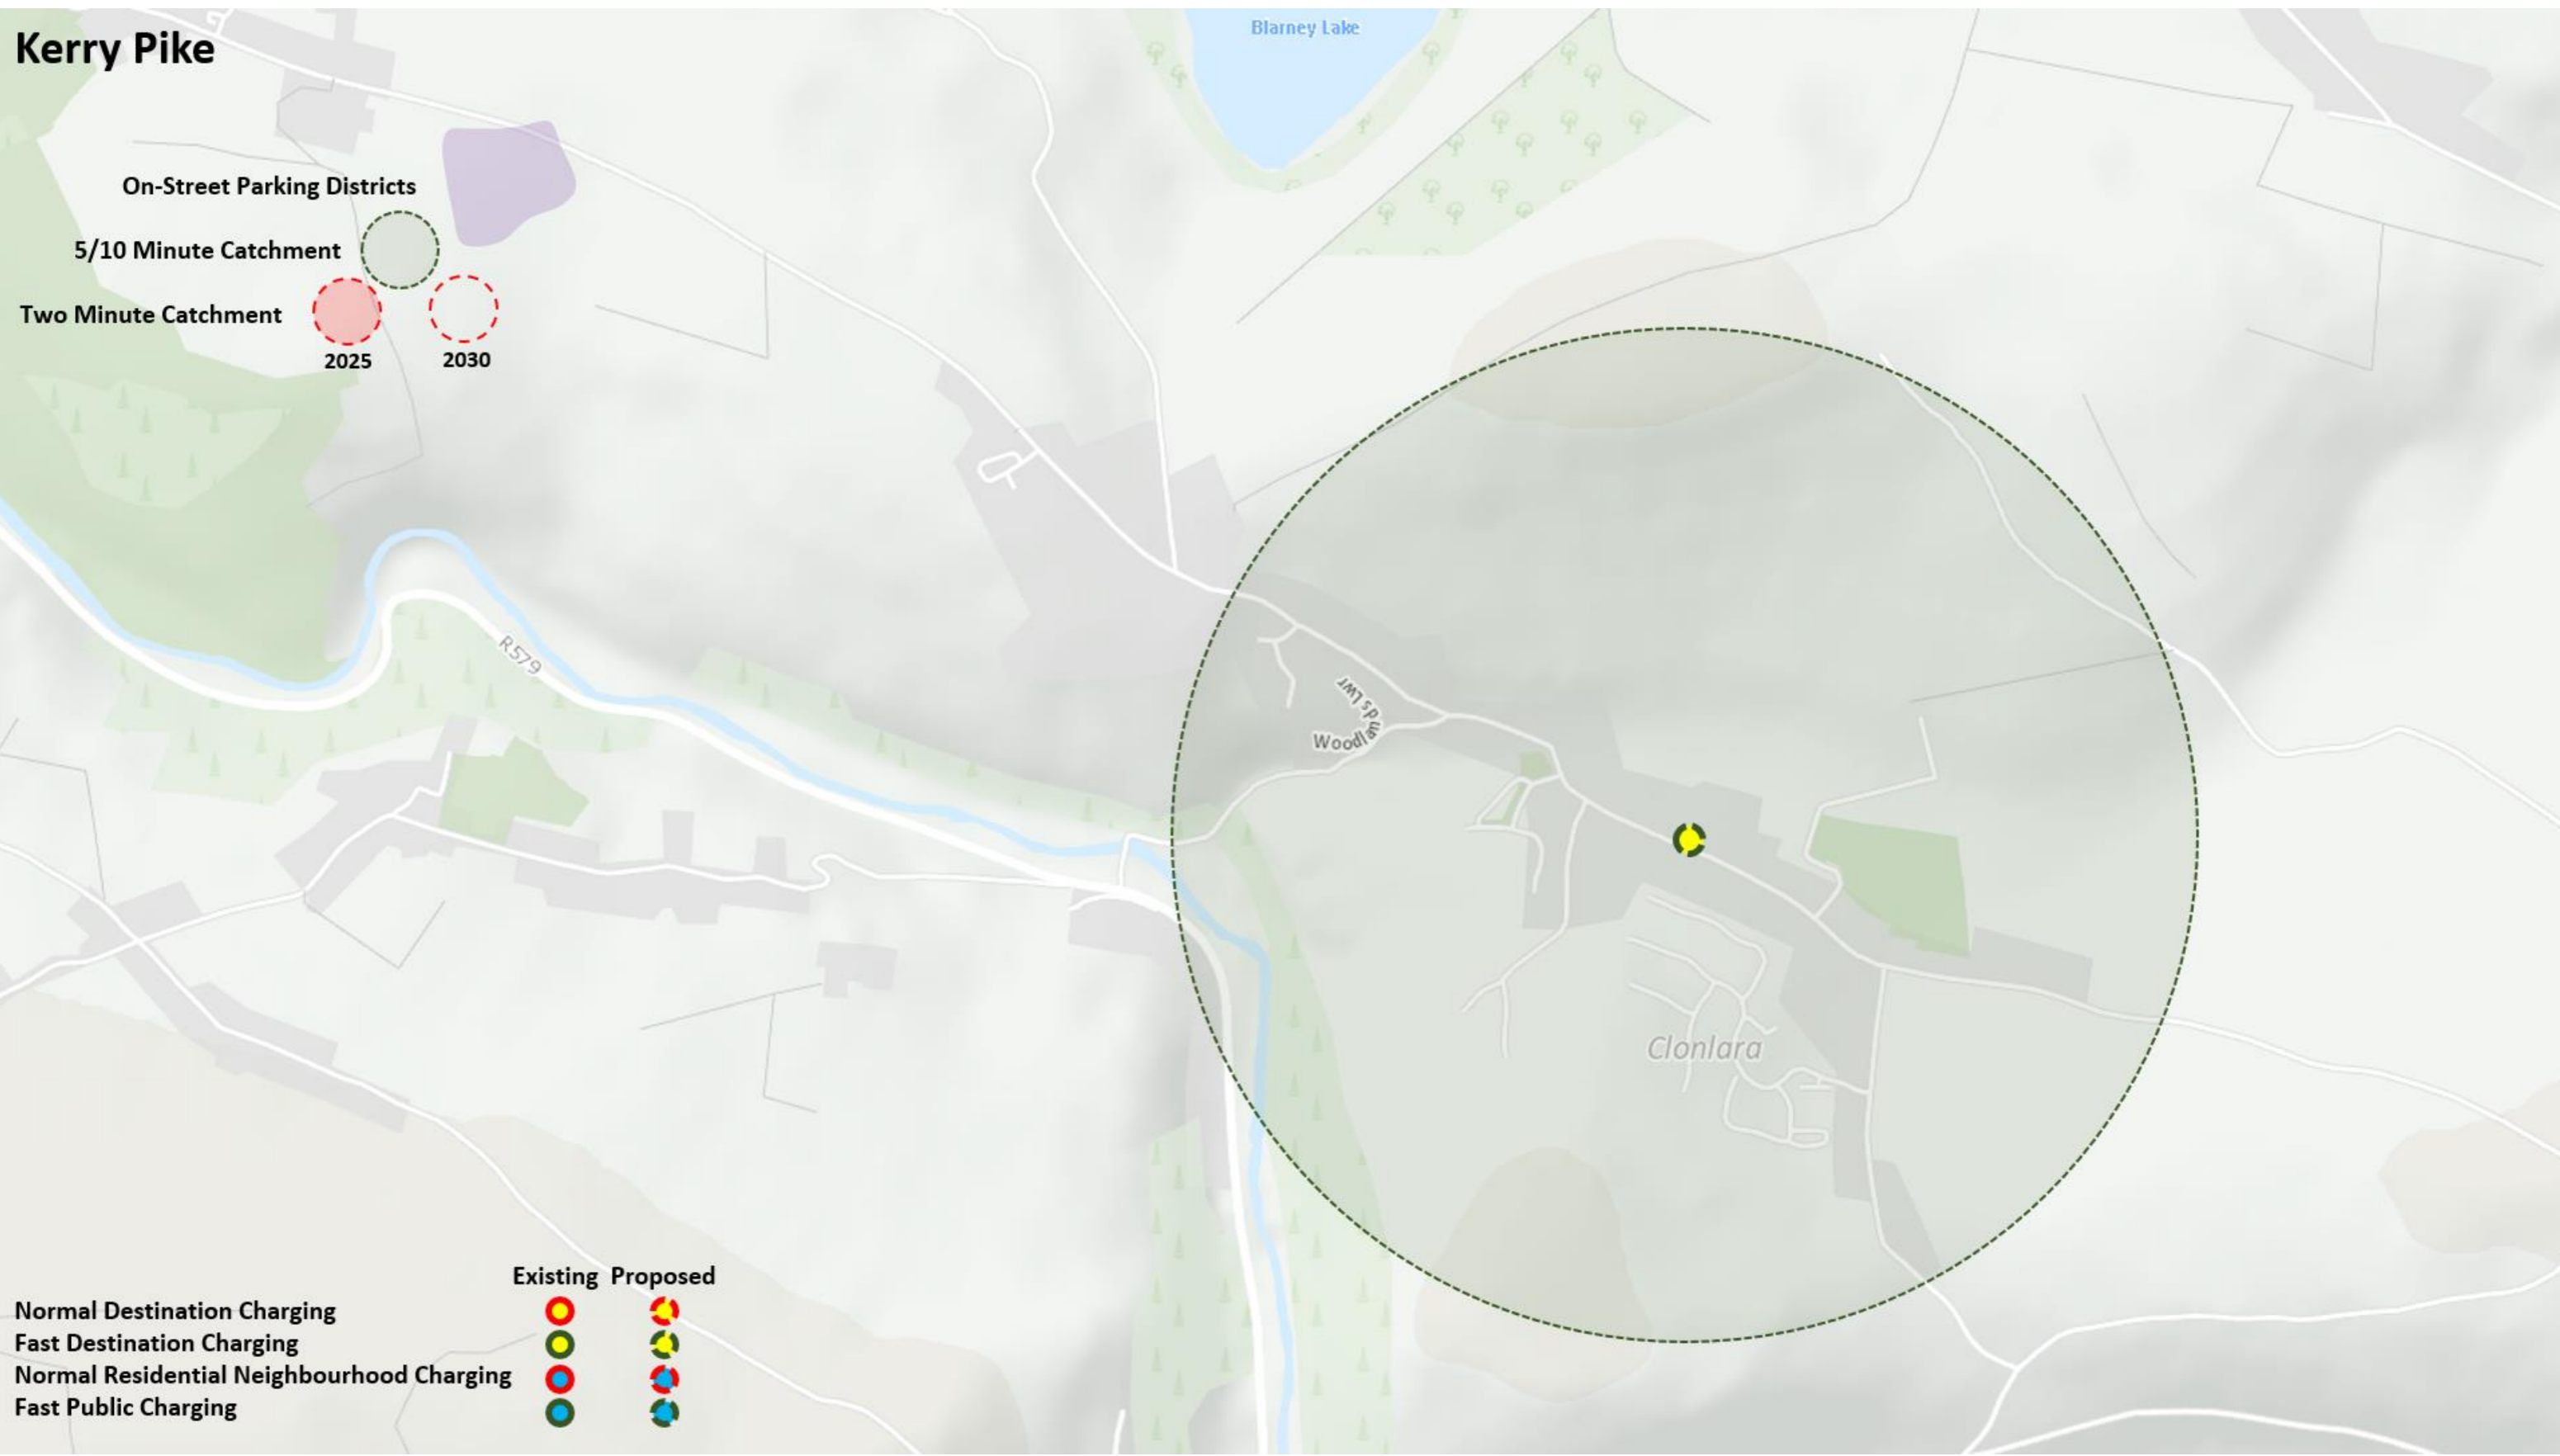 Kerry Pike
Blarney Lake
On-Street Parking Districts
5/10 Minute Catchment
Two Minute Catchment
2025 2030
R579
Woodlands Lwr
Clonlara
Existing Proposed
Normal Destination Charging
Fast Destination Charging
Normal Residential Neighbourhood Charging
Fast Public Charging